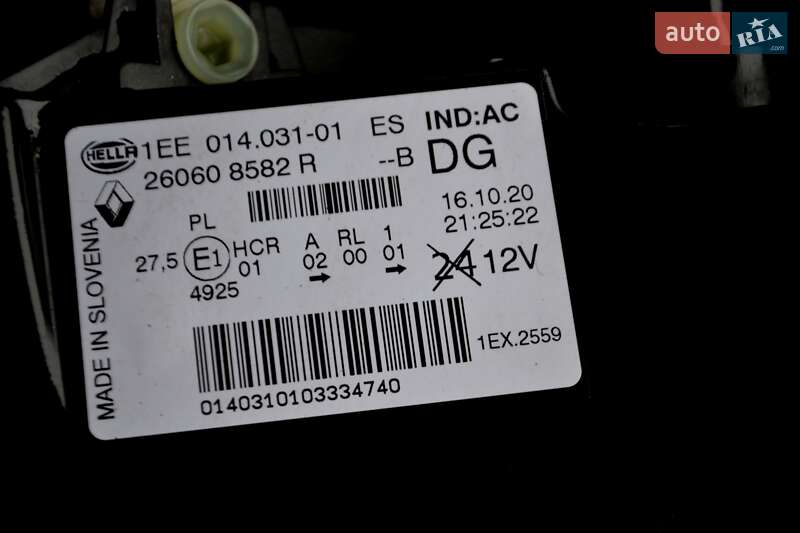 auto RIA.com
HELLA 1EE 014.031-01 ES IND:AC
26060 8582 R --B DG
16.10.20
21:25:22
PL
27,5 E1 HCR A RL 1
01 02 00 01 24 12V
4925
MADE IN SLOVENIA
1EX.2559
0140310103334740